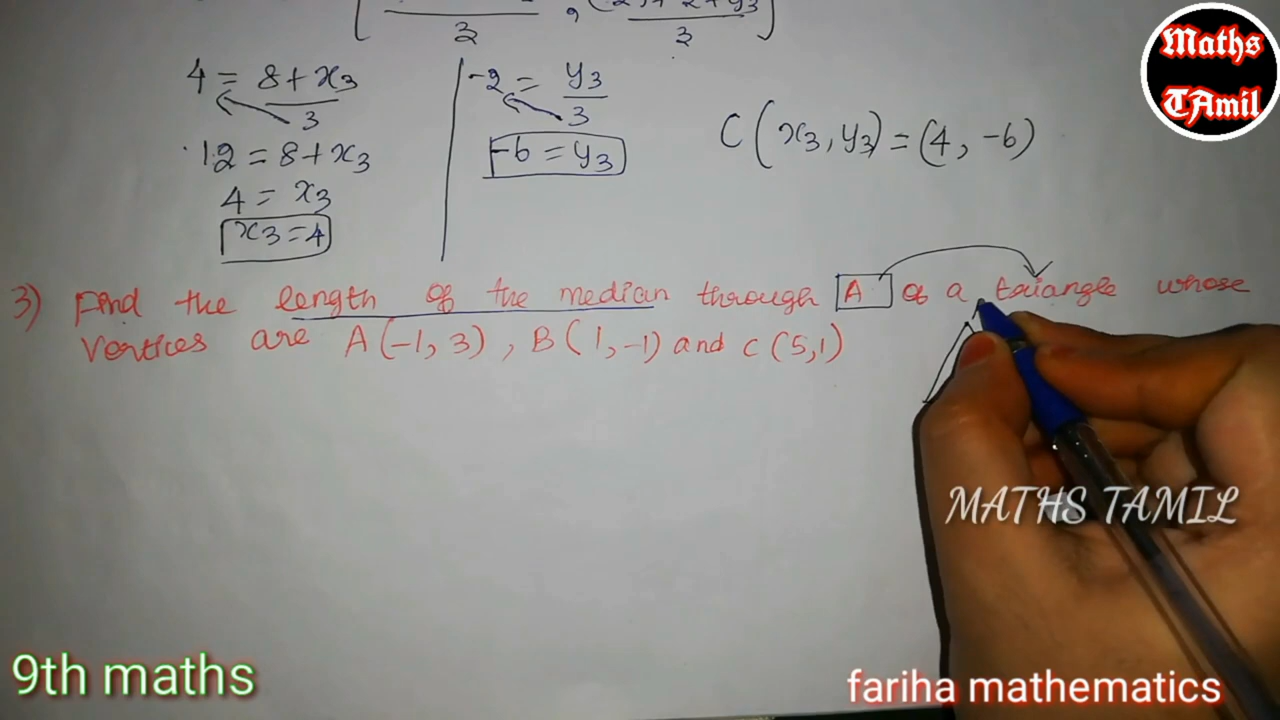 3 3
4 = 8 + x3 / 3
-2 = y3 / 3
12 = 8 + x3
-6 = y3
4 = x3
x3 = 4
C (x3, y3) = (4, -6)
3) Find the length of the median through A of a triangle whose
vertices are A (-1, 3), B (1, -1) and C (5,1)
Maths
TAmil
MATHS TAMIL
9th maths
fariha mathematics